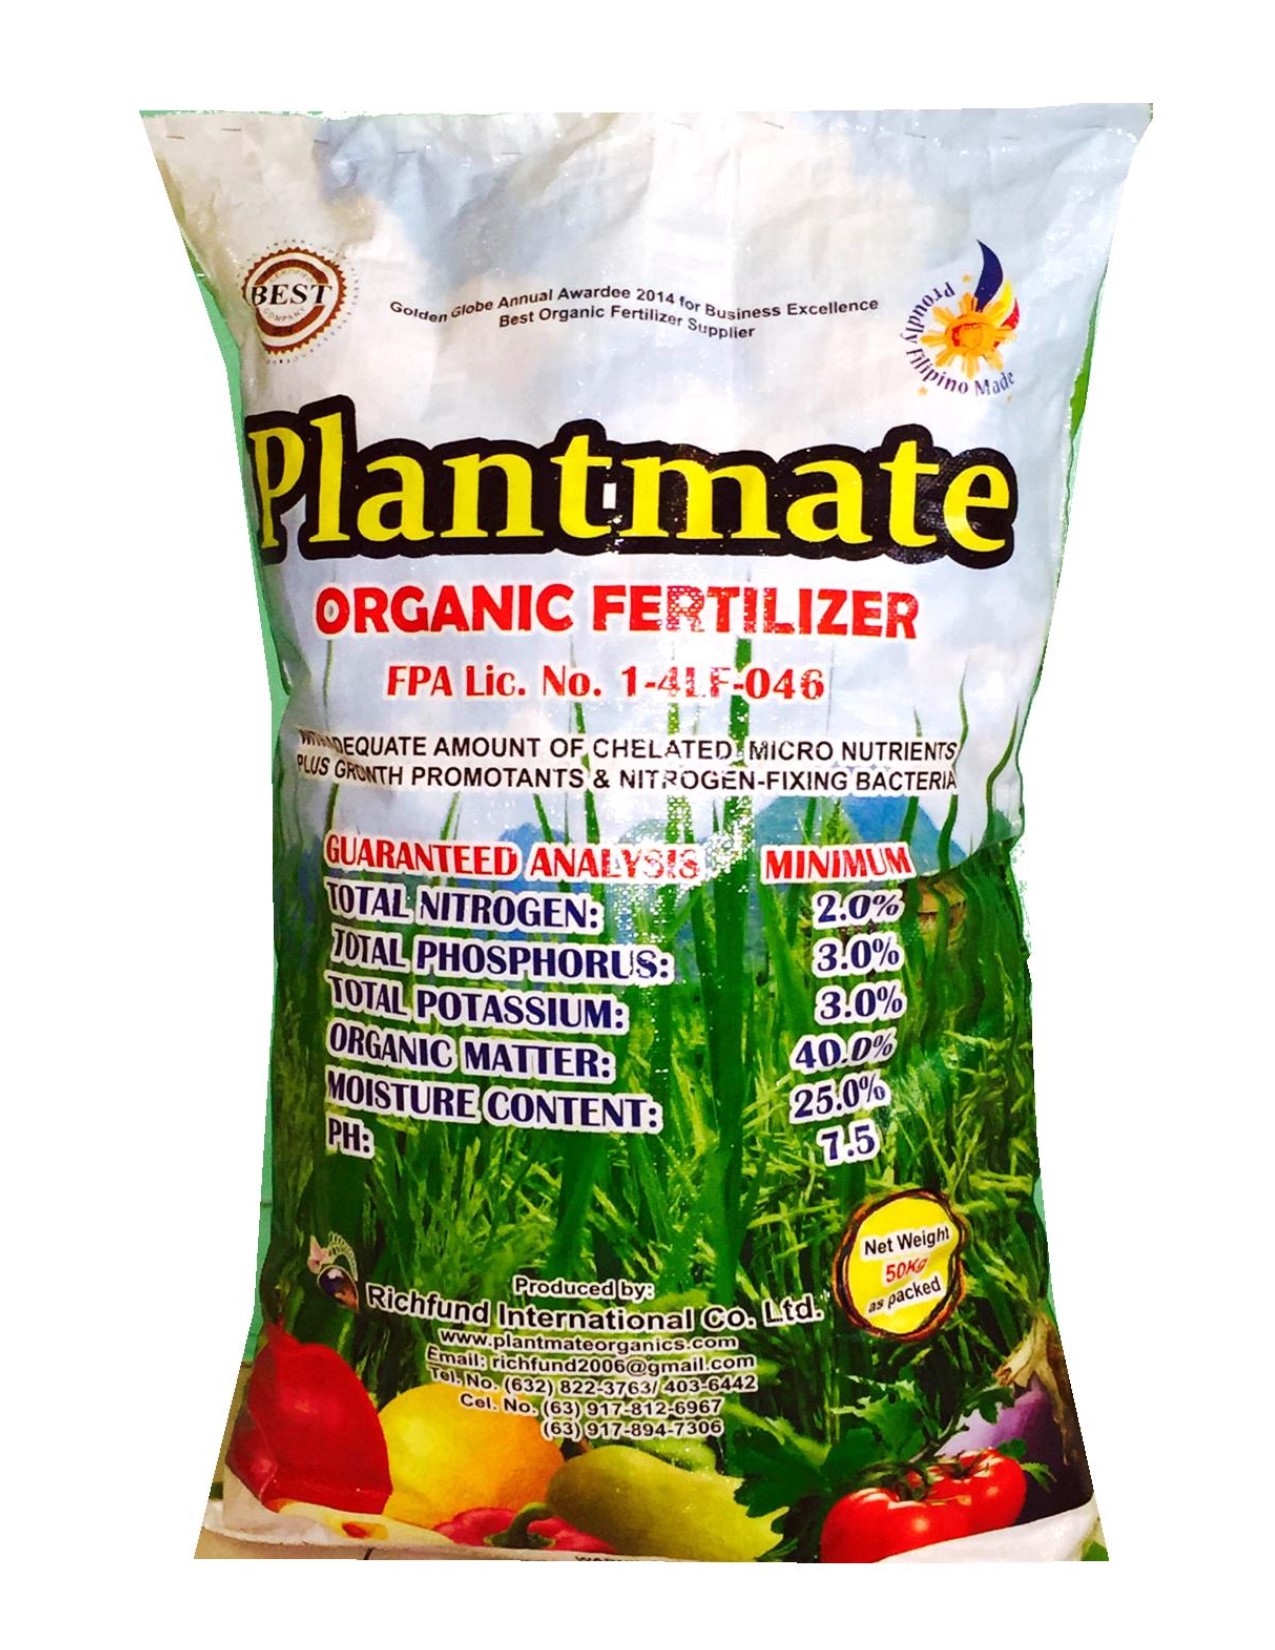 BEST
COMPANY
Golden Globe Annual Awardee 2014 for Business Excellence
Best Organic Fertilizer Supplier
Proudly Filipino Made
Plantmate
ORGANIC FERTILIZER
FPA Lic. No. 1-4LF-046
ADEQUATE AMOUNT OF CHELATED MICRO NUTRIENTS
PLUS GROWTH PROMOTANTS & NITROGEN-FIXING BACTERIA
GUARANTEED ANALYSIS MINIMUM
TOTAL NITROGEN: 2.0%
TOTAL PHOSPHORUS: 3.0%
TOTAL POTASSIUM: 3.0%
ORGANIC MATTER: 40.0%
MOISTURE CONTENT: 25.0%
PH: 7.5
Net Weight
50Kg
as packed
Produced by:
Richfund International Co. Ltd.
www.plantmateorganics.com
Email: richfund2006@gmail.com
Tel. No. (632) 822-3763/ 403-6442
Cel. No. (63) 917-812-6967
(63) 917-894-7306